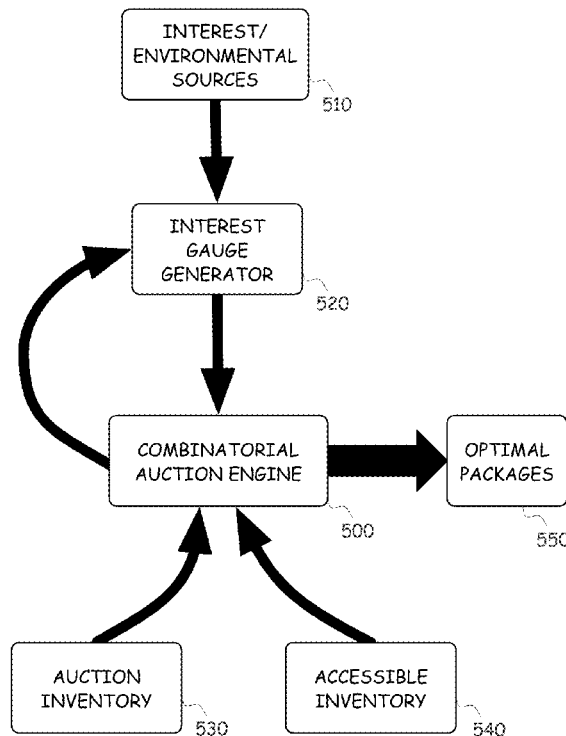 INTEREST/
ENVIRONMENTAL
SOURCES
510
INTEREST
GAUGE
GENERATOR
520
COMBINATORIAL
AUCTION ENGINE
500
OPTIMAL
PACKAGES
550
AUCTION
INVENTORY
530
ACCESSIBLE
INVENTORY
540